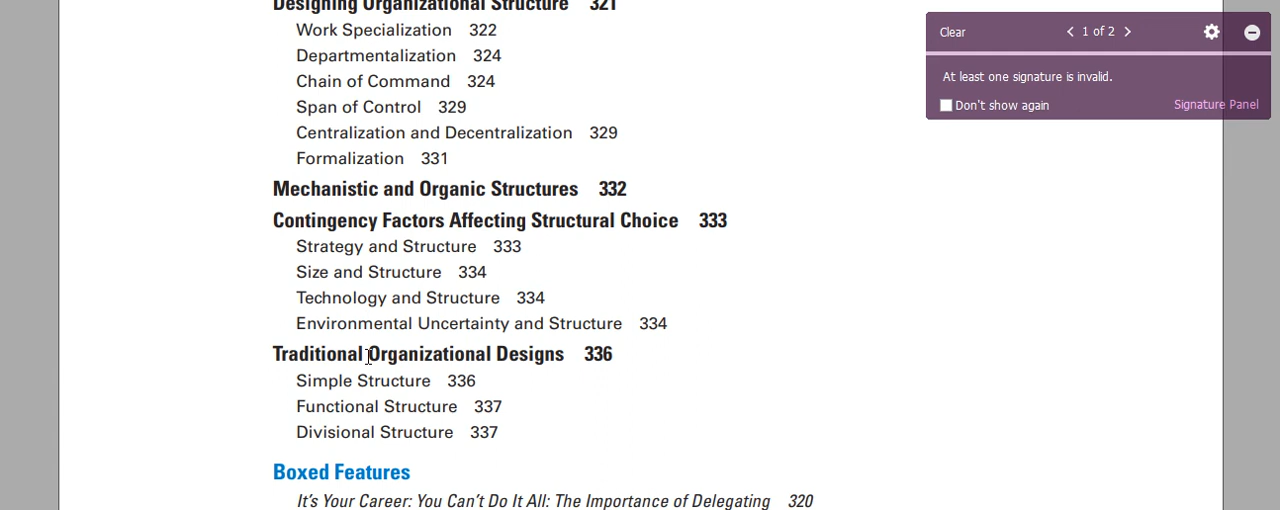 Designing Organizational Structure 321
Work Specialization 322
Departmentalization 324
Chain of Command 324
Span of Control 329
Centralization and Decentralization 329
Formalization 331
Mechanistic and Organic Structures 332
Contingency Factors Affecting Structural Choice 333
Strategy and Structure 333
Size and Structure 334
Technology and Structure 334
Environmental Uncertainty and Structure 334
Traditional Organizational Designs 336
Simple Structure 336
Functional Structure 337
Divisional Structure 337
Boxed Features
It's Your Career: You Can't Do It All: The Importance of Delegating 320
Clear < 1 of 2 >
At least one signature is invalid.
Don't show again Signature Panel